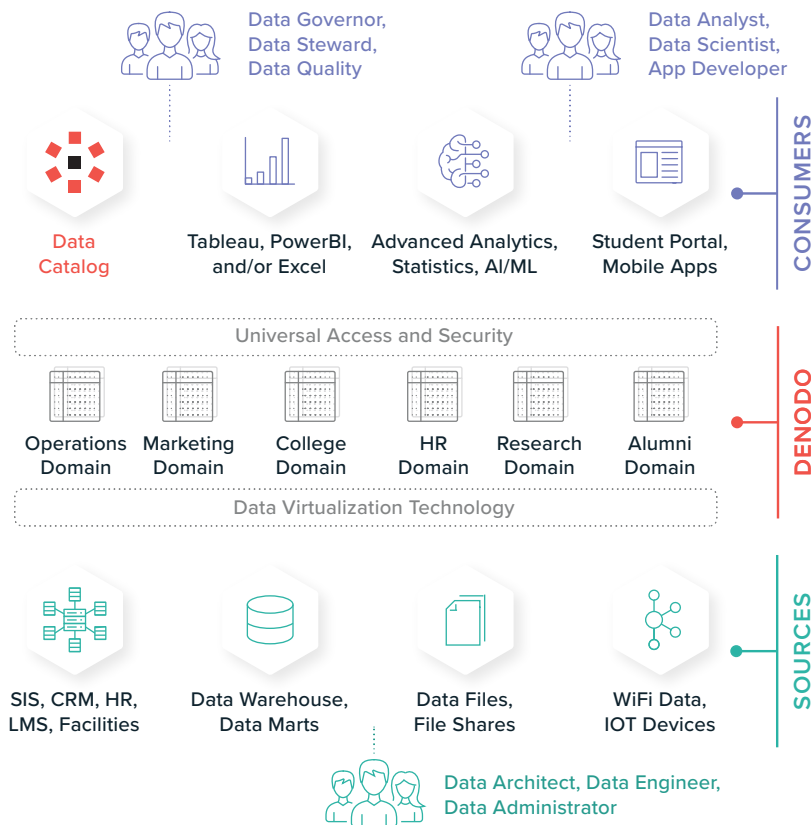 Data Governor,
Data Steward,
Data Quality
Data Analyst,
Data Scientist,
App Developer
CONSUMERS
Data
Catalog
Tableau, PowerBI,
and/or Excel
Advanced Analytics,
Statistics, AI/ML
Student Portal,
Mobile Apps
Universal Access and Security
DENODO
Operations
Domain
Marketing
Domain
College
Domain
HR
Domain
Research
Domain
Alumni
Domain
Data Virtualization Technology
SOURCES
SIS, CRM, HR,
LMS, Facilities
Data Warehouse,
Data Marts
Data Files,
File Shares
WiFi Data,
IOT Devices
Data Architect, Data Engineer,
Data Administrator